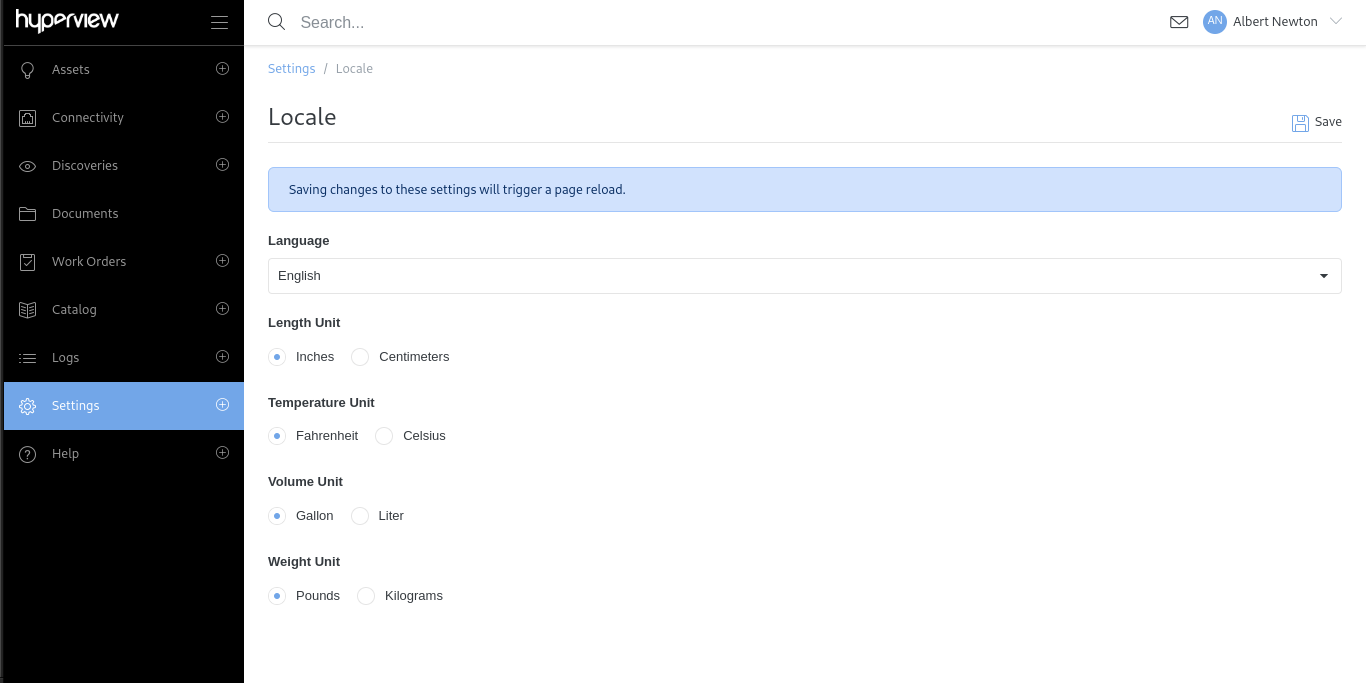 hyperview
Search...
AN Albert Newton
Assets
Connectivity
Discoveries
Documents
Work Orders
Catalog
Logs
Settings
Help
Settings / Locale
Locale
Save
Saving changes to these settings will trigger a page reload.
Language
English
Length Unit
Inches Centimeters
Temperature Unit
Fahrenheit Celsius
Volume Unit
Gallon Liter
Weight Unit
Pounds Kilograms